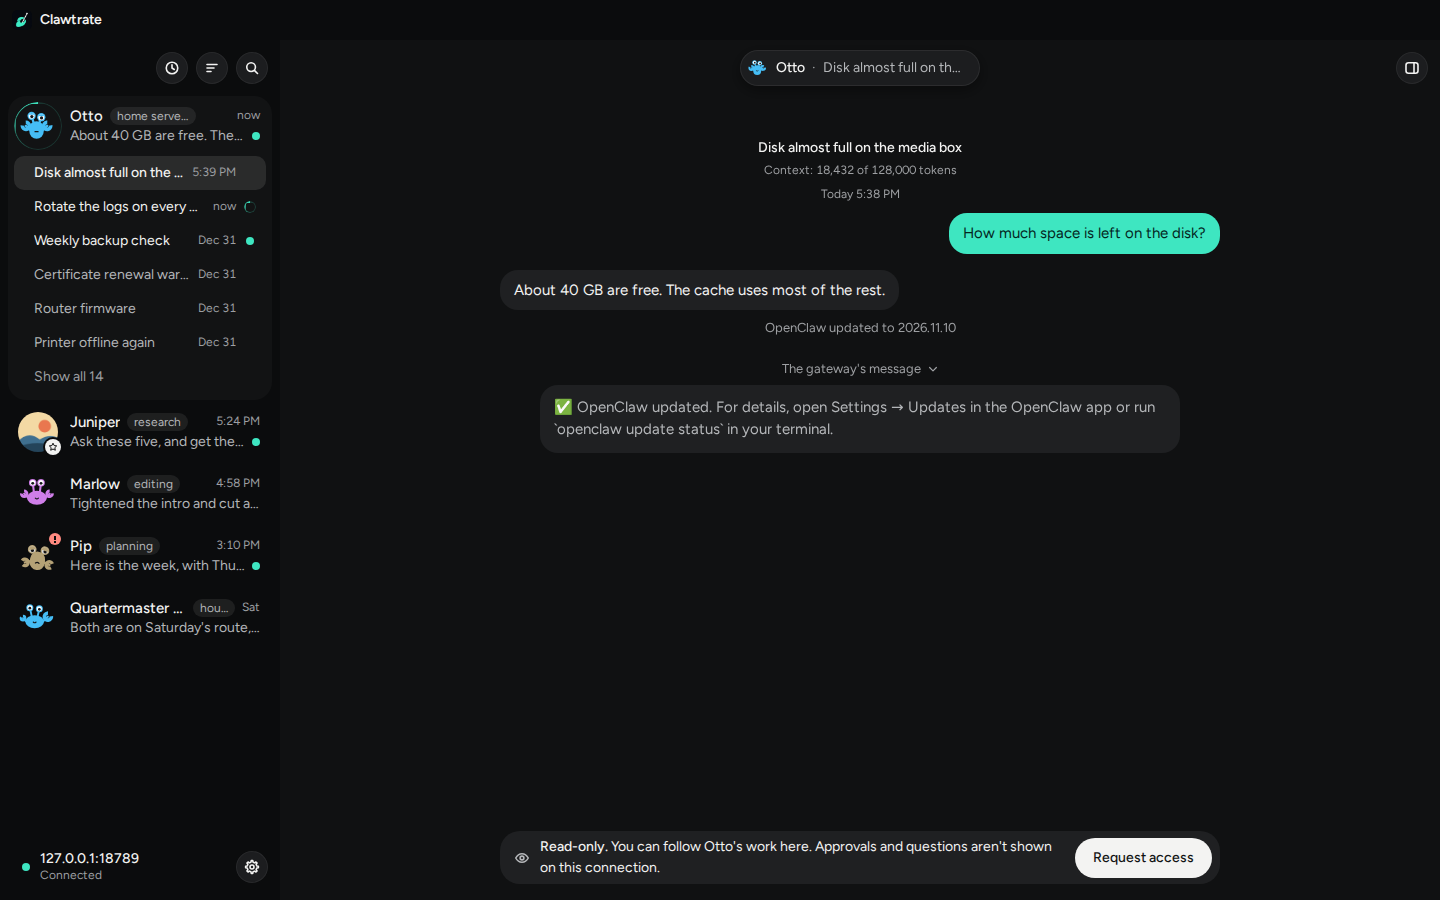 Clawtrate
Otto home serve... now
About 40 GB are free. The...
Disk almost full on the ... 5:39 PM
Rotate the logs on every ... now
Weekly backup check Dec 31
Certificate renewal war... Dec 31
Router firmware Dec 31
Printer offline again Dec 31
Show all 14
Juniper research 5:24 PM
Ask these five, and get the...
Marlow editing 4:58 PM
Tightened the intro and cut a...
Pip planning 3:10 PM
Here is the week, with Thu...
Quartermaster ... hou... Sat
Both are on Saturday's route,...
127.0.0.1:18789
Connected
Otto · Disk almost full on th...
Disk almost full on the media box
Context: 18,432 of 128,000 tokens
Today 5:38 PM
How much space is left on the disk?
About 40 GB are free. The cache uses most of the rest.
OpenClaw updated to 2026.11.10
The gateway's message
✅ OpenClaw updated. For details, open Settings → Updates in the OpenClaw app or run
`openclaw update status` in your terminal.
Read-only. You can follow Otto's work here. Approvals and questions aren't shown
on this connection.
Request access